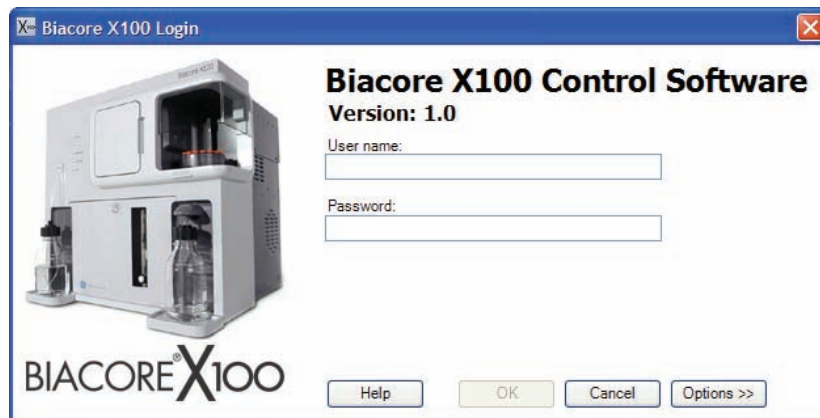 Biacore X100 Login
Biacore X100 Control Software
Version: 1.0
User name:
Password:
BIACORE® X100
Help
OK
Cancel
Options >>